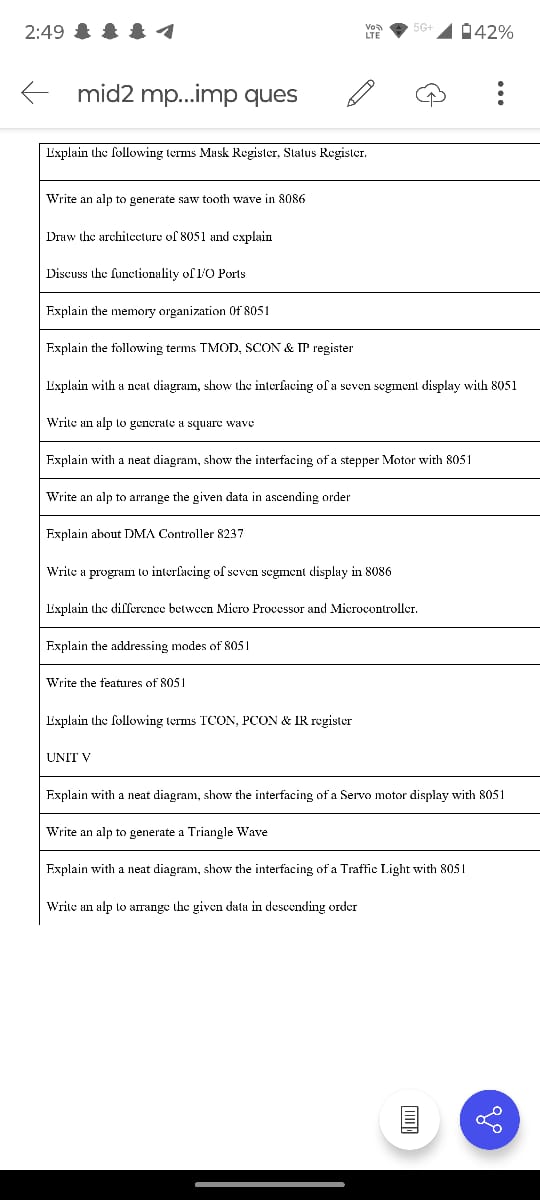 2:49
Vo)) LTE
5G+
42%
mid2 mp...imp ques
Explain the following terms Mask Register, Status Register.
Write an alp to generate saw tooth wave in 8086
Draw the architecture of 8051 and explain
Discuss the functionality of I/O Ports
Explain the memory organization 0f 8051
Explain the following terms TMOD, SCON & IP register
Explain with a neat diagram, show the interfacing of a seven segment display with 8051
Write an alp to generate a square wave
Explain with a neat diagram, show the interfacing of a stepper Motor with 8051
Write an alp to arrange the given data in ascending order
Explain about DMA Controller 8237
Write a program to interfacing of seven segment display in 8086
Explain the difference between Micro Processor and Microcontroller.
Explain the addressing modes of 8051
Write the features of 8051
Explain the following terms TCON, PCON & IR register
UNIT V
Explain with a neat diagram, show the interfacing of a Servo motor display with 8051
Write an alp to generate a Triangle Wave
Explain with a neat diagram, show the interfacing of a Traffic Light with 8051
Write an alp to arrange the given data in descending order